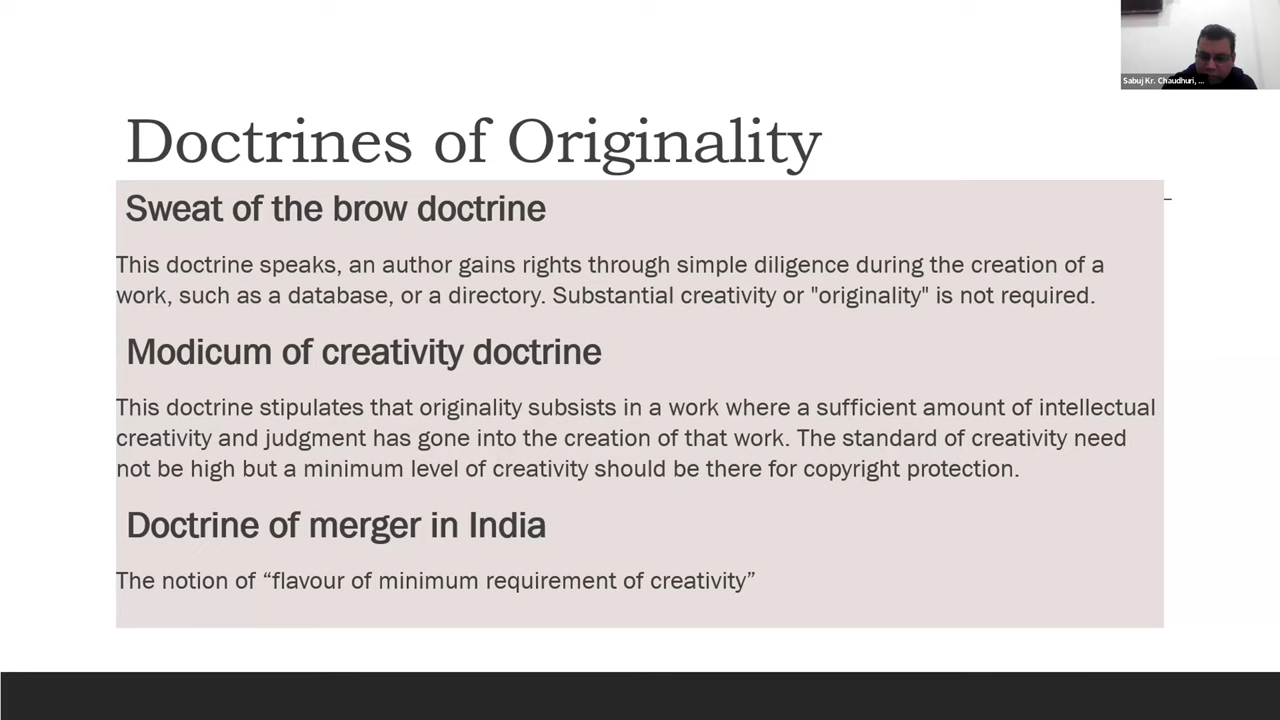 Sabuj Kr. Chaudhuri, ...
Doctrines of Originality
Sweat of the brow doctrine
This doctrine speaks, an author gains rights through simple diligence during the creation of a
work, such as a database, or a directory. Substantial creativity or "originality" is not required.
Modicum of creativity doctrine
This doctrine stipulates that originality subsists in a work where a sufficient amount of intellectual
creativity and judgment has gone into the creation of that work. The standard of creativity need
not be high but a minimum level of creativity should be there for copyright protection.
Doctrine of merger in India
The notion of “flavour of minimum requirement of creativity”